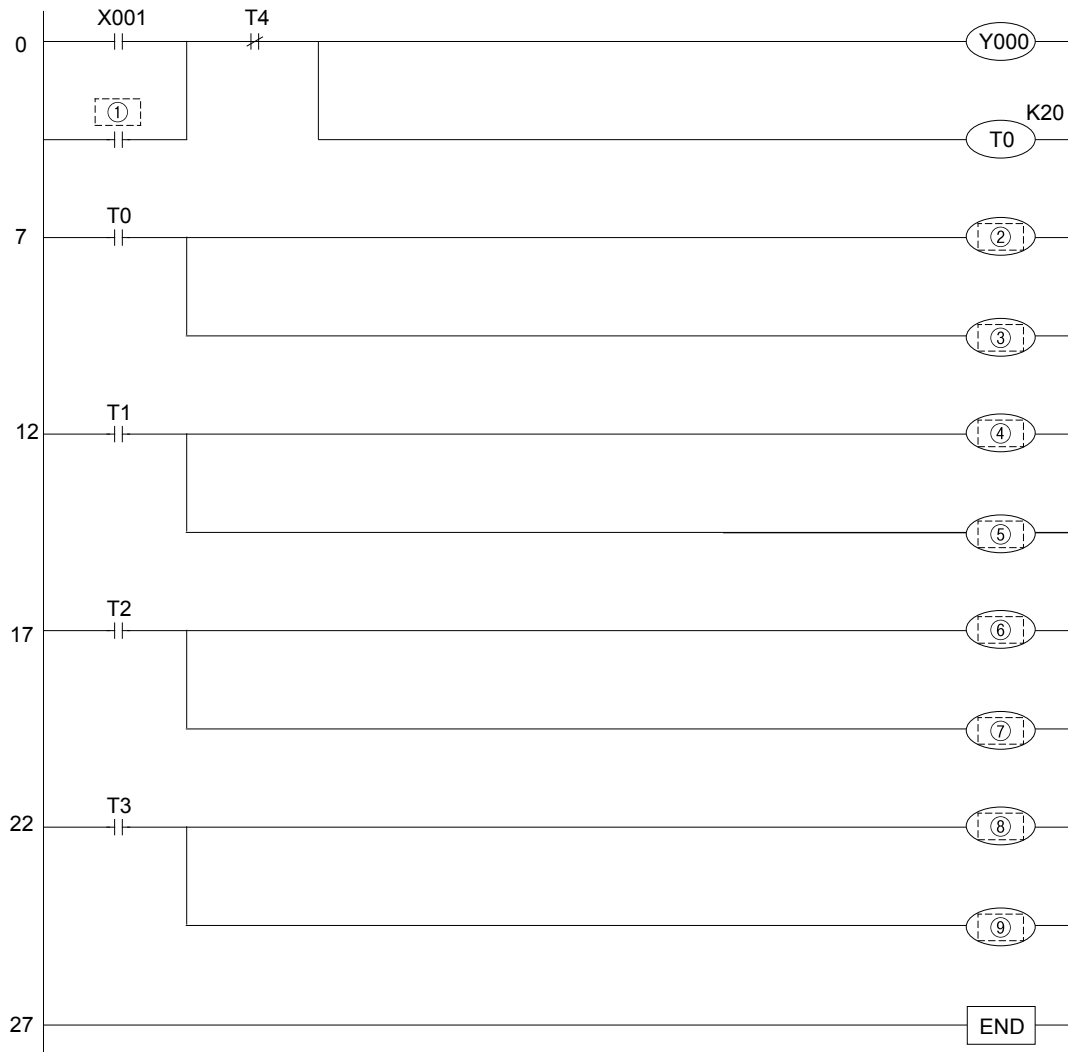 X001 T4
0 Y000
①
K20
T0
T0
7 ②
③
T1
12 ④
⑤
T2
17 ⑥
⑦
T3
22 ⑧
⑨
27 END